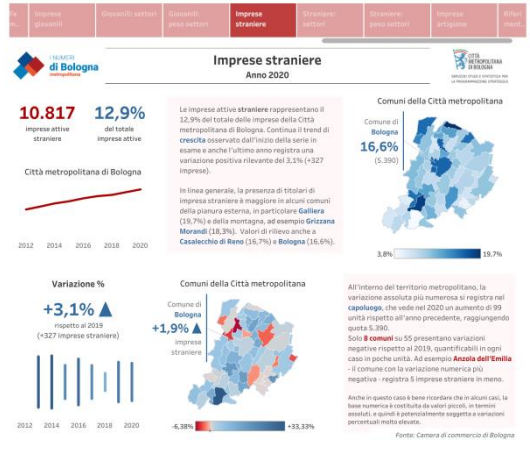 Imprese
giovanili
Giovanili: settori
Giovanili:
peso settori
Imprese
straniere
Straniere:
settori
Straniere:
peso settori
Imprese
artigiane
I NUMERI
di Bologna
metropolitana
Imprese straniere
Anno 2020
CITTÀ
METROPOLITANA
DI BOLOGNA
SERVIZIO STUDI E STATISTICA PER
LA PROGRAMMAZIONE STRATEGICA
10.817
imprese attive
straniere
12,9%
del totale
imprese attive
Città metropolitana di Bologna
2012 2014 2016 2018 2020
Le imprese attive straniere rappresentano il
12,9% del totale delle imprese della Città
metropolitana di Bologna. Continua il trend di
crescita osservato dall'inizio della serie in
esame e anche l'ultimo anno registra una
variazione positiva rilevante del 3,1% (+327
imprese).
In linea generale, la presenza di titolari di
impresa straniera è maggiore in alcuni comuni
della pianura esterna, in particolare Galliera
(19,7%) e della montagna, ad esempio Grizzana
Morandi (18,3%). Valori di rilievo anche a
Casalecchio di Reno (16,7%) e Bologna (16,6%).
Comuni della Città metropolitana
Comune di
Bologna
16,6%
(5.390)
3,8% 19,7%
Variazione %
+3,1%
rispetto al 2019
(+327 imprese straniere)
2012 2014 2016 2018 2020
Comuni della Città metropolitana
Comune di
Bologna
+1,9%
imprese
straniere
-6,38% +33,33%
All'interno del territorio metropolitano, la
variazione assoluta più numerosa si registra nel
capoluogo, che vede nel 2020 un aumento di 99
unità rispetto all'anno precedente, raggiungendo
quota 5.390.
Solo 8 comuni su 55 presentano variazioni
negative rispetto al 2019, quantificabili in ogni
caso in poche unità. Ad esempio Anzola dell'Emilia
- il comune con la variazione numerica più
negativa - registra 5 imprese straniere in meno.
Anche in questo caso è bene ricordare che in alcuni casi, la
base numerica è costituita da valori piccoli, in termini
assoluti, e quindi è potenzialmente soggetta a variazioni
percentuali molto elevate.
Fonte: Camera di commercio di Bologna